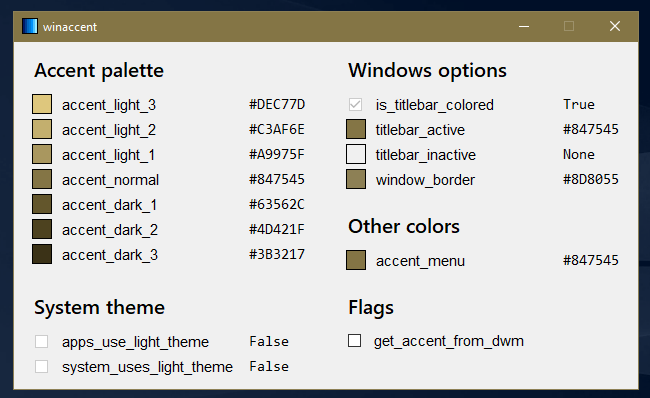 winaccent
Accent palette
accent_light_3 #DEC77D
accent_light_2 #C3AF6E
accent_light_1 #A9975F
accent_normal #847545
accent_dark_1 #63562C
accent_dark_2 #4D421F
accent_dark_3 #3B3217
System theme
apps_use_light_theme False
system_uses_light_theme False
Windows options
is_titlebar_colored True
titlebar_active #847545
titlebar_inactive None
window_border #8D8055
Other colors
accent_menu #847545
Flags
get_accent_from_dwm